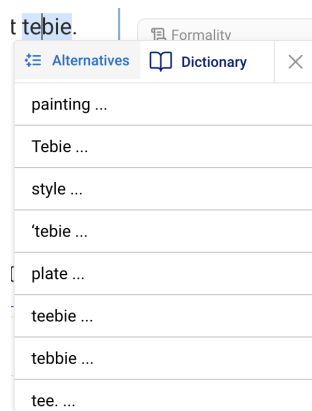 t tebie.
Formality
Alternatives
Dictionary
painting ...
Tebie ...
style ...
‘tebie ...
plate ...
teebie ...
tebbie ...
tee. ...